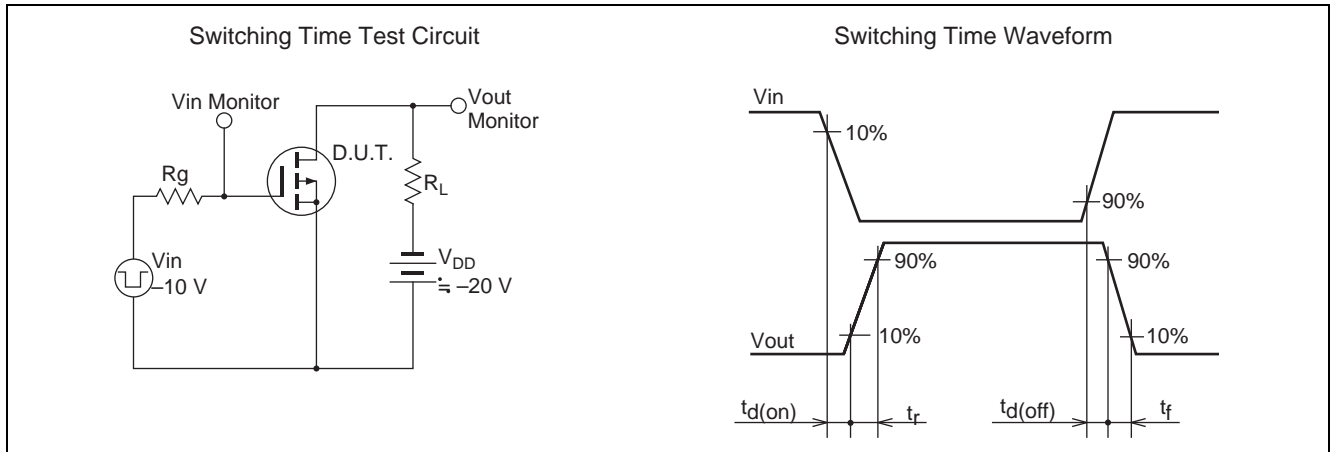 Switching Time Test Circuit
Vin Monitor
Vout
Monitor
D.U.T.
Rg
RL
Vin
–10 V
VDD
≒ –20 V
Switching Time Waveform
Vin
10%
90%
90%
90%
Vout
10%
10%
td(on)
tr
td(off)
tf